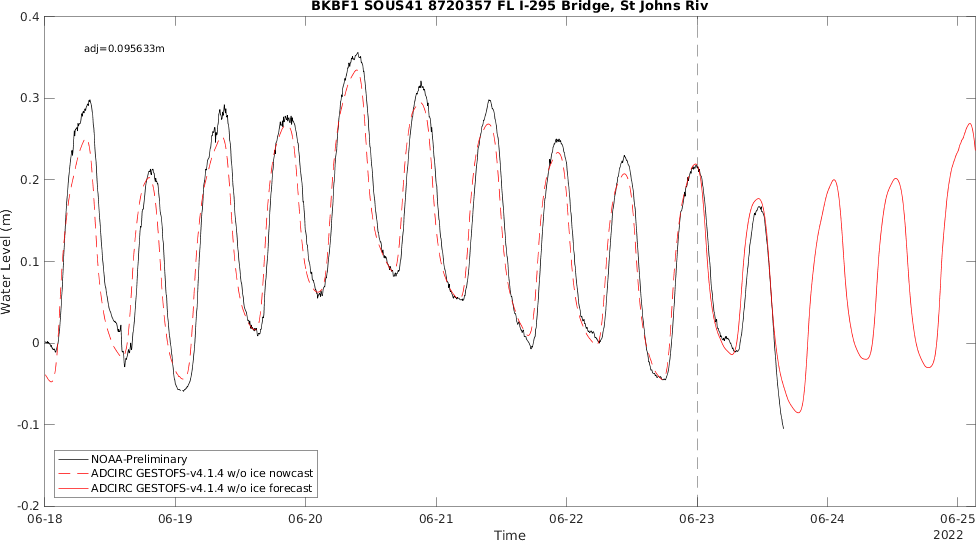 BKBF1 SOUS41 8720357 FL I-295 Bridge, St Johns Riv
adj=0.095633m
0.4
0.3
0.2
0.1
0
-0.1
-0.2
Water Level (m)
NOAA-Preliminary
ADCIRC GESTOFS-v4.1.4 w/o ice nowcast
ADCIRC GESTOFS-v4.1.4 w/o ice forecast
06-18 06-19 06-20 06-21 06-22 06-23 06-24 06-25
Time
2022